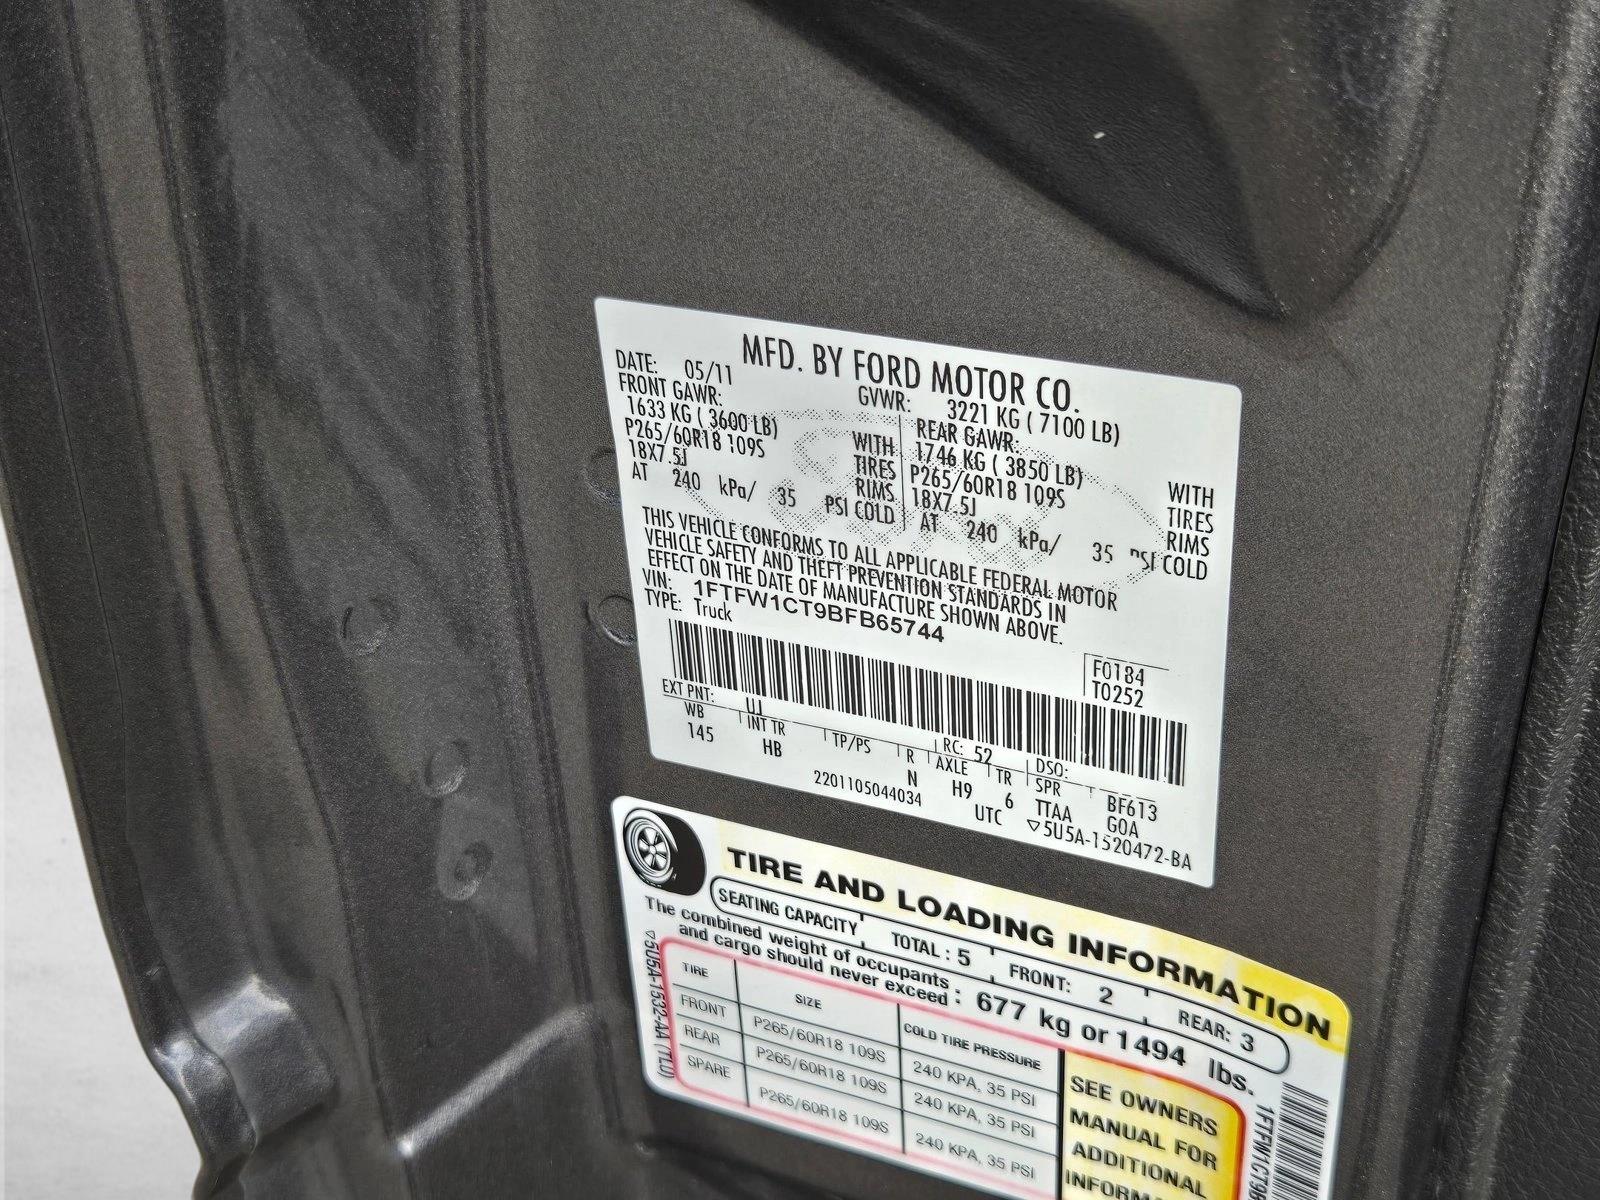 MFD. BY FORD MOTOR CO.
DATE: 05/11 GVWR: 3221 KG ( 7100 LB)
FRONT GAWR: REAR GAWR:
1633 KG ( 3600 LB) WITH 1746 KG ( 3850 LB) WITH
P265/60R18 109S TIRES P265/60R18 109S TIRES
18X7.5J RIMS 18X7.5J RIMS
AT 240 kPa/ 35 PSI COLD AT 240 kPa/ 35 PSI COLD
THIS VEHICLE CONFORMS TO ALL APPLICABLE FEDERAL MOTOR
VEHICLE SAFETY AND THEFT PREVENTION STANDARDS IN
EFFECT ON THE DATE OF MANUFACTURE SHOWN ABOVE.
VIN: 1FTFW1CT9BFB65744
TYPE: Truck
F0184
T0252
EXT PNT: UJ RC: 52 DSO:
WB INT TR TP/PS R AXLE TR SPR BF613
145 HB N H9 6 TTAA G0A
2201105044034 UTC ▽5U5A-1520472-BA
TIRE AND LOADING INFORMATION
SEATING CAPACITY TOTAL : 5 FRONT: 2 REAR: 3
The combined weight of occupants
and cargo should never exceed : 677 kg or 1494 lbs.
TIRE SIZE COLD TIRE PRESSURE
FRONT P265/60R18 109S 240 KPA, 35 PSI
REAR P265/60R18 109S 240 KPA, 35 PSI
SPARE P265/60R18 109S 240 KPA, 35 PSI
SEE OWNERS
MANUAL FOR
ADDITIONAL
▽5U5A-1532-AA (TLU)
1FTFW1CT9B